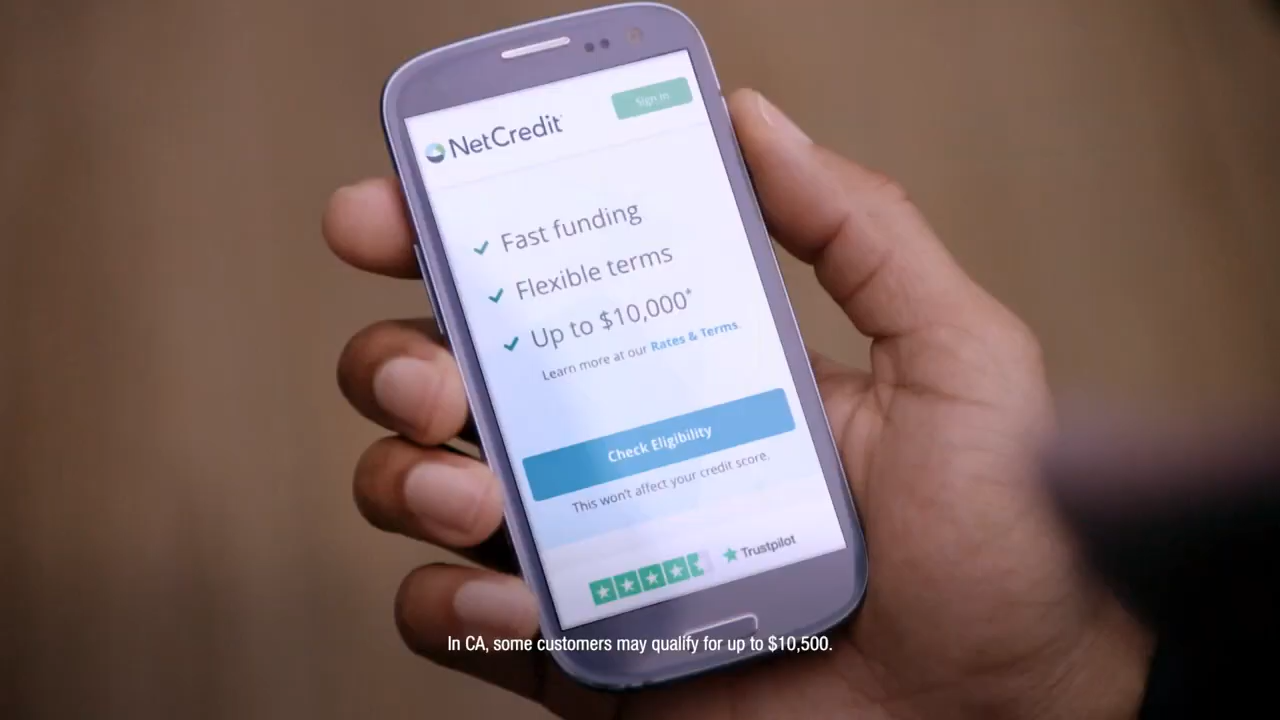 Sign In
NetCredit
Fast funding
Flexible terms
Up to $10,000*
Learn more at our Rates & Terms.
Check Eligibility
This won't affect your credit score.
Trustpilot
In CA, some customers may qualify for up to $10,500.